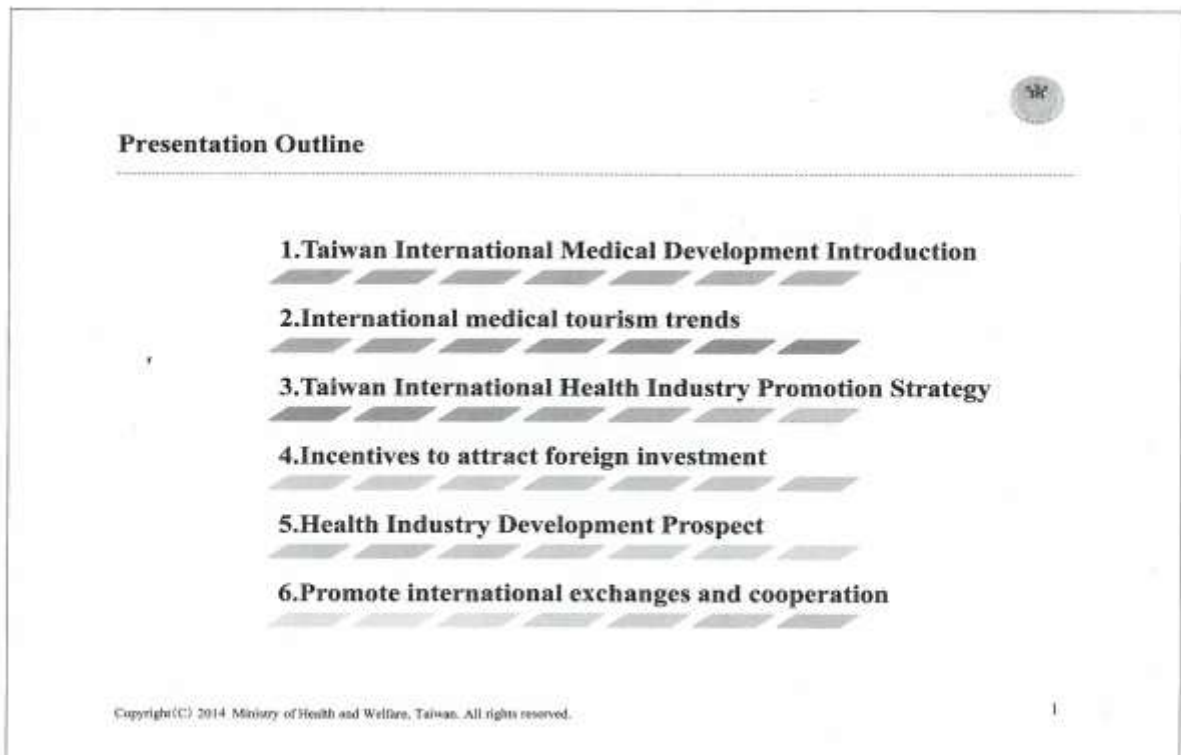 Presentation Outline
1.Taiwan International Medical Development Introduction
2.International medical tourism trends
3.Taiwan International Health Industry Promotion Strategy
4.Incentives to attract foreign investment
5.Health Industry Development Prospect
6.Promote international exchanges and cooperation
Copyright(C) 2014 Ministry of Health and Welfare, Taiwan. All rights reserved.
1